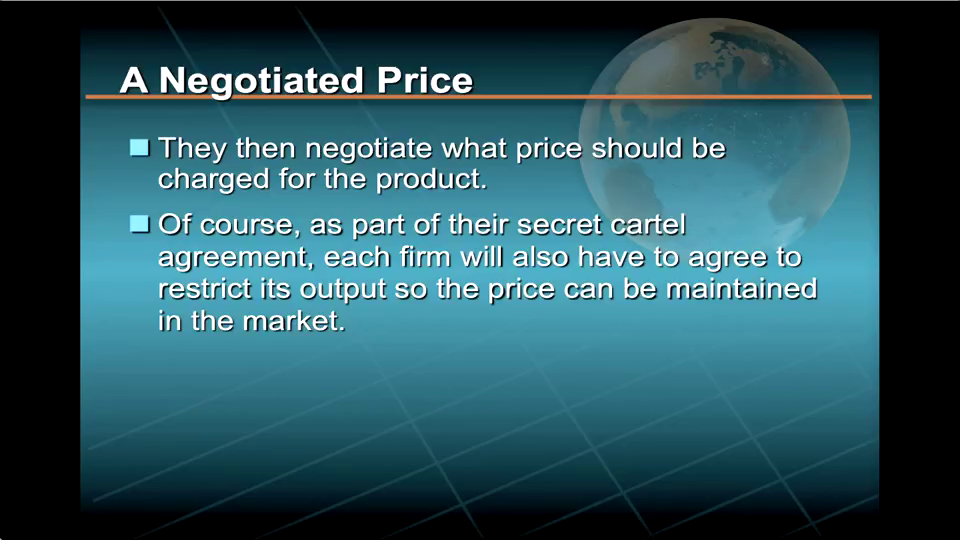 A Negotiated Price
They then negotiate what price should be
charged for the product.
Of course, as part of their secret cartel
agreement, each firm will also have to agree to
restrict its output so the price can be maintained
in the market.